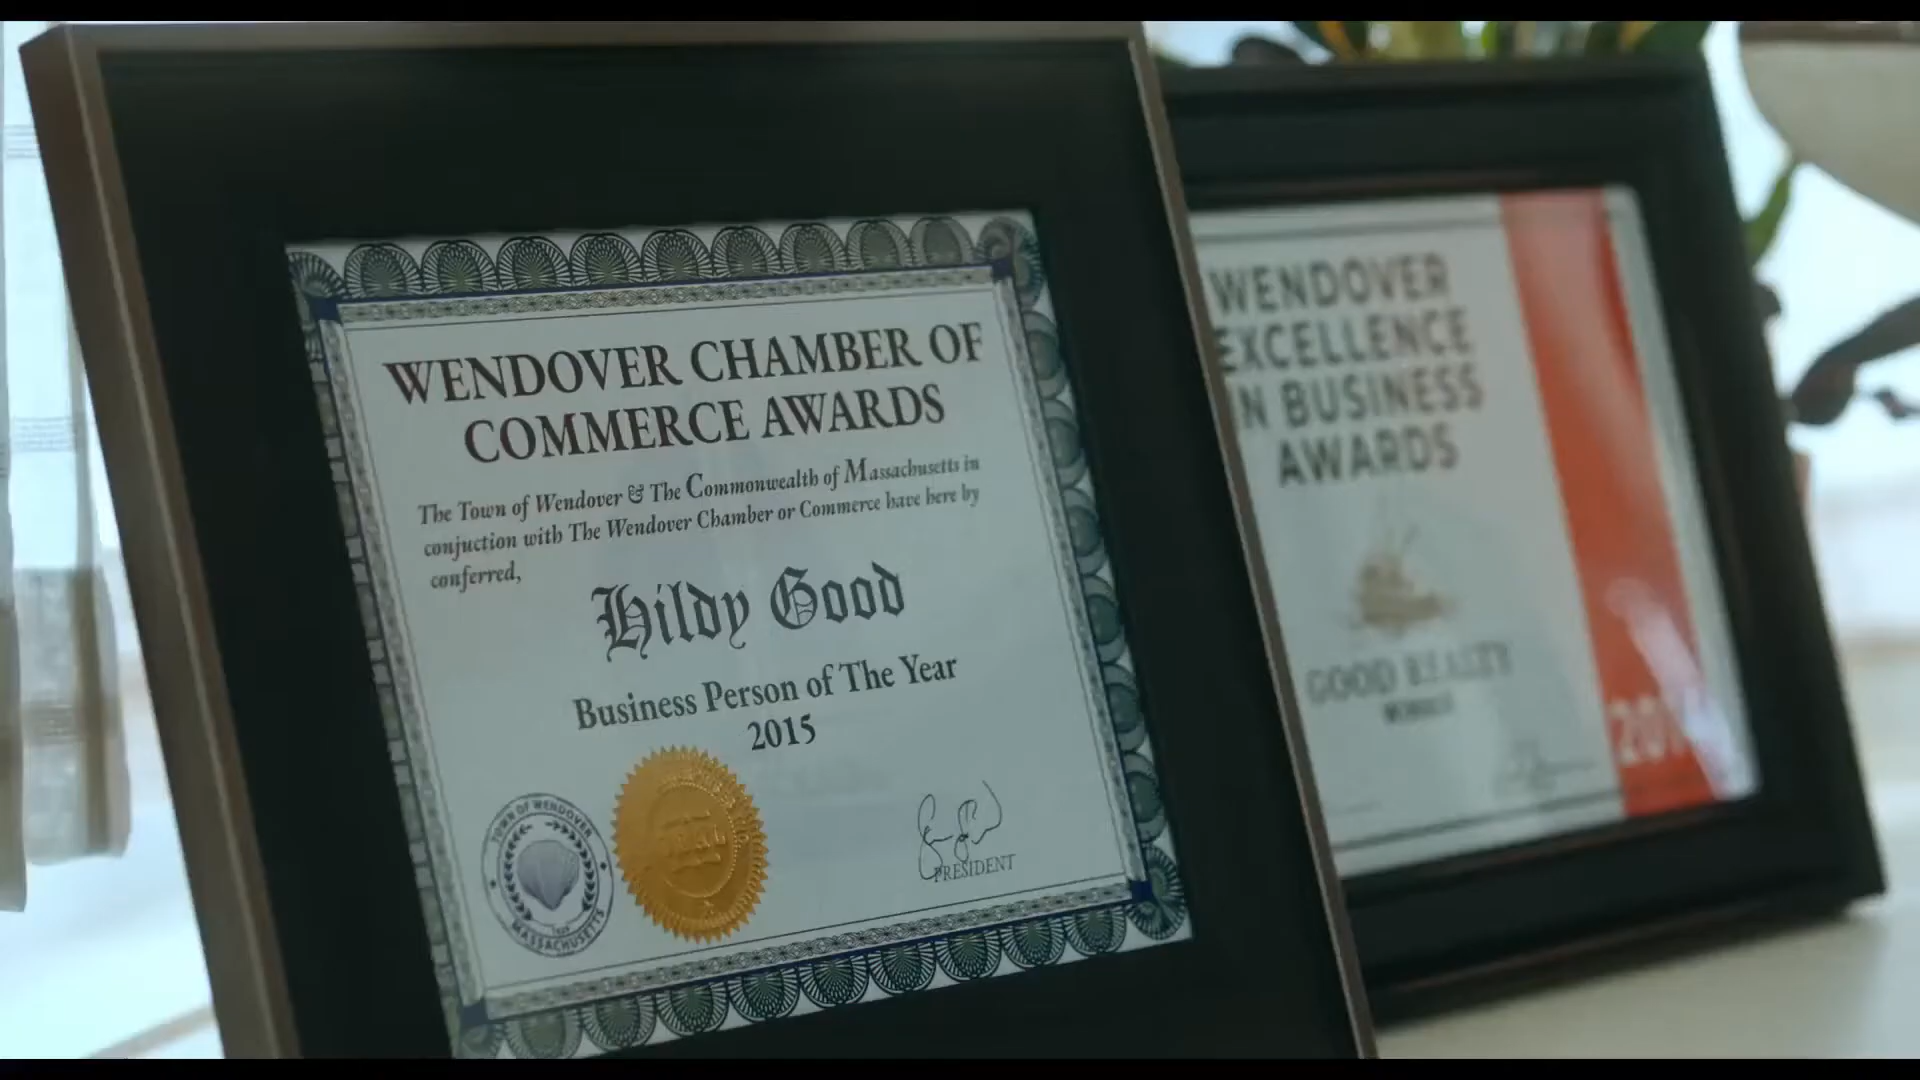 WENDOVER CHAMBER OF
COMMERCE AWARDS
The Town of Wendover & The Commonwealth of Massachusetts in
conjuction with The Wendover Chamber or Commerce have here by
conferred,
Hildy Good
Business Person of The Year
2015
TOWN OF WENDOVER
MASSACHUSETTS
SEAL
PRESIDENT
WENDOVER
EXCELLENCE
IN BUSINESS
AWARDS
GOOD REALTY
WINNER